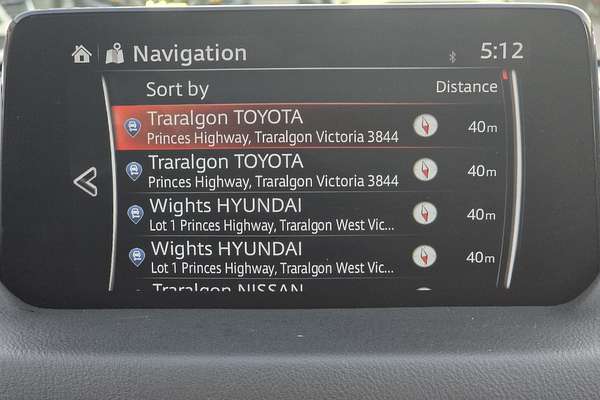 Navigation
5:12
Sort by
Distance
Traralgon TOYOTA
Princes Highway, Traralgon Victoria 3844
40m
Traralgon TOYOTA
Princes Highway, Traralgon Victoria 3844
40m
Wights HYUNDAI
Lot 1 Princes Highway, Traralgon West Vic...
40m
Wights HYUNDAI
Lot 1 Princes Highway, Traralgon West Vic...
40m
Traralgon NISSAN